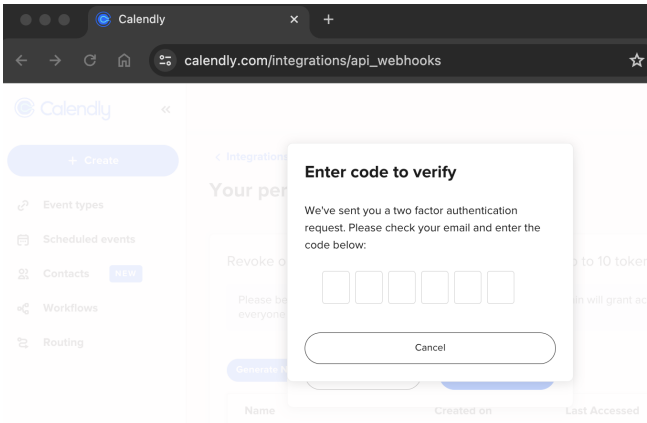 Calendly
calendly.com/integrations/api_webhooks
Calendly
+ Create
Event types
Scheduled events
Contacts NEW
Workflows
Routing
< Integrations
Your per
Enter code to verify
We've sent you a two factor authentication
request. Please check your email and enter the
code below:
Cancel
Revoke o
to 10 token
Please be
everyone
will grant ac
Generate N
Name
Created on
Last Accessed